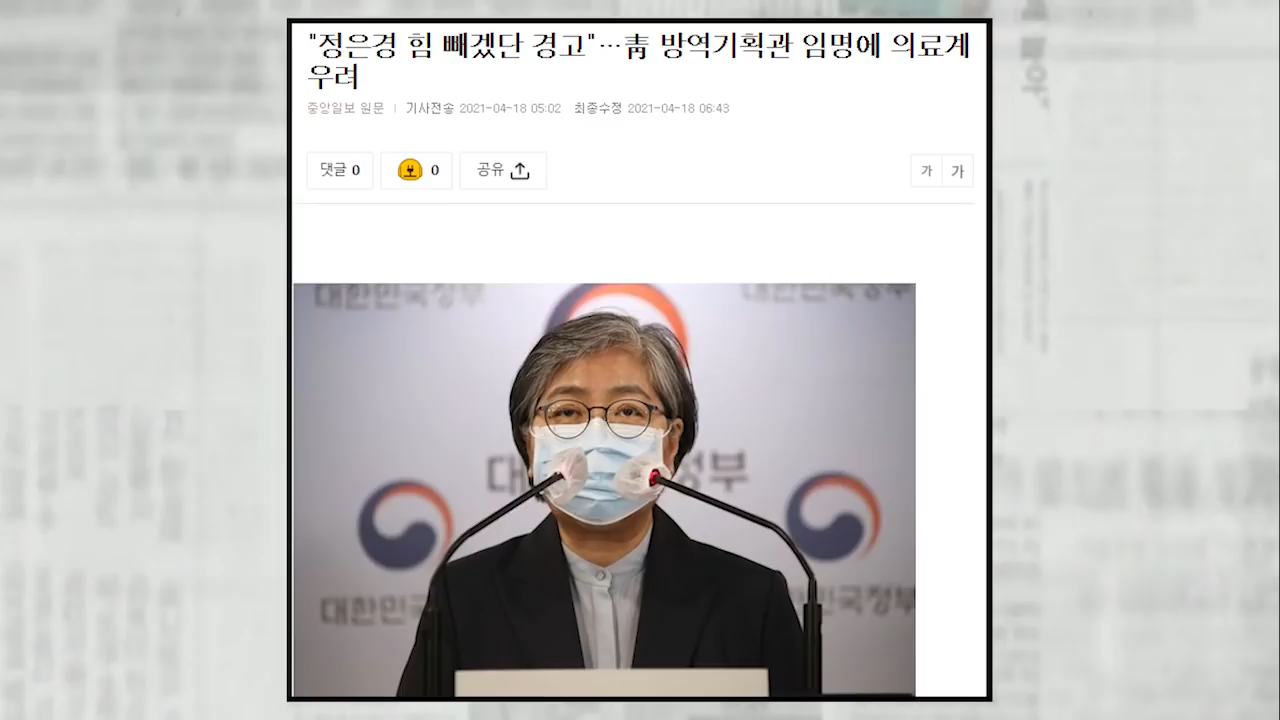 "정은경 힘 빼겠단 경고"…靑 방역기획관 임명에 의료계
우려
중앙일보 원문 | 기사전송 2021-04-18 05:02 최종수정 2021-04-18 06:43
댓글 0
0
공유
가 가
대한민국정부
대한민국정부
대 정부
대한민국
한민국정부